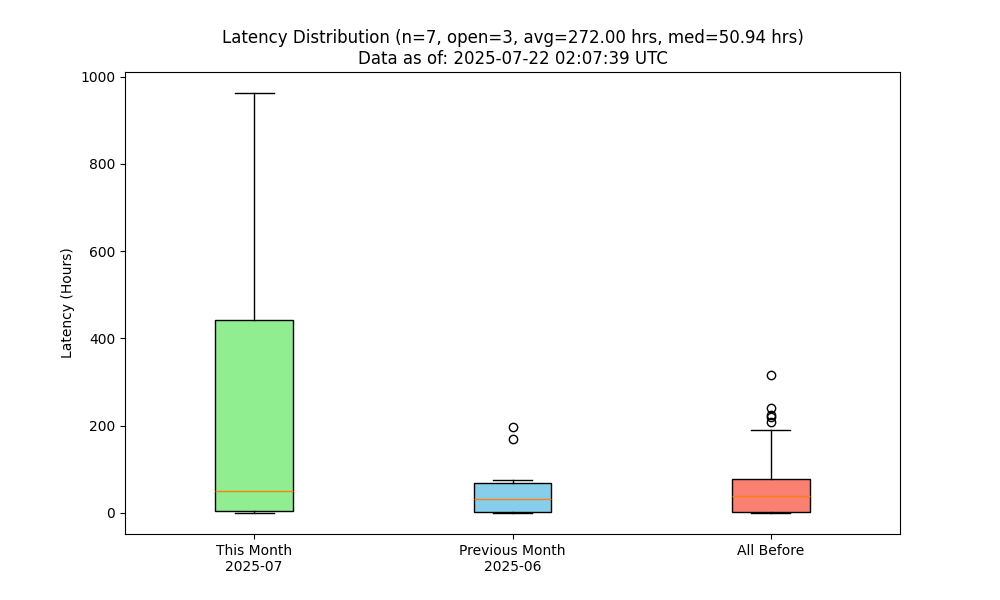 Latency Distribution (n=7, open=3, avg=272.00 hrs, med=50.94 hrs)
Data as of: 2025-07-22 02:07:39 UTC
Latency (Hours)
1000
800
600
400
200
0
This Month
2025-07
Previous Month
2025-06
All Before